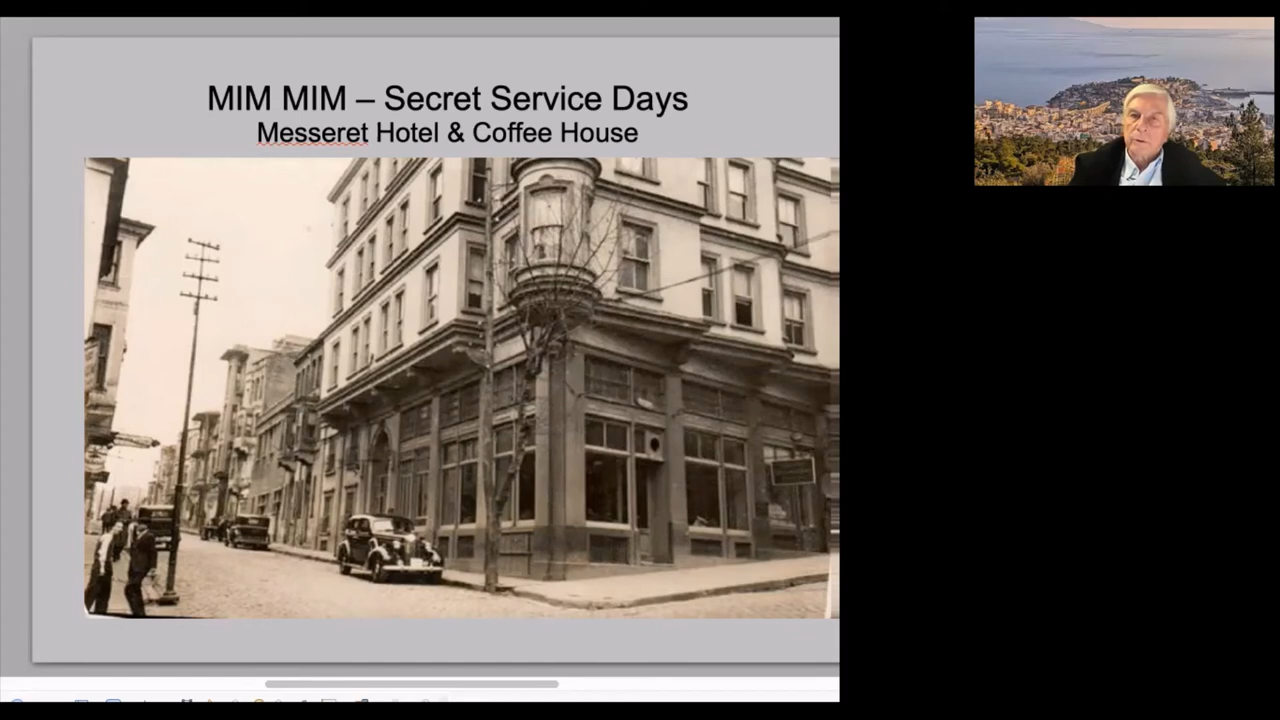 MIM MIM – Secret Service Days
Messeret Hotel & Coffee House